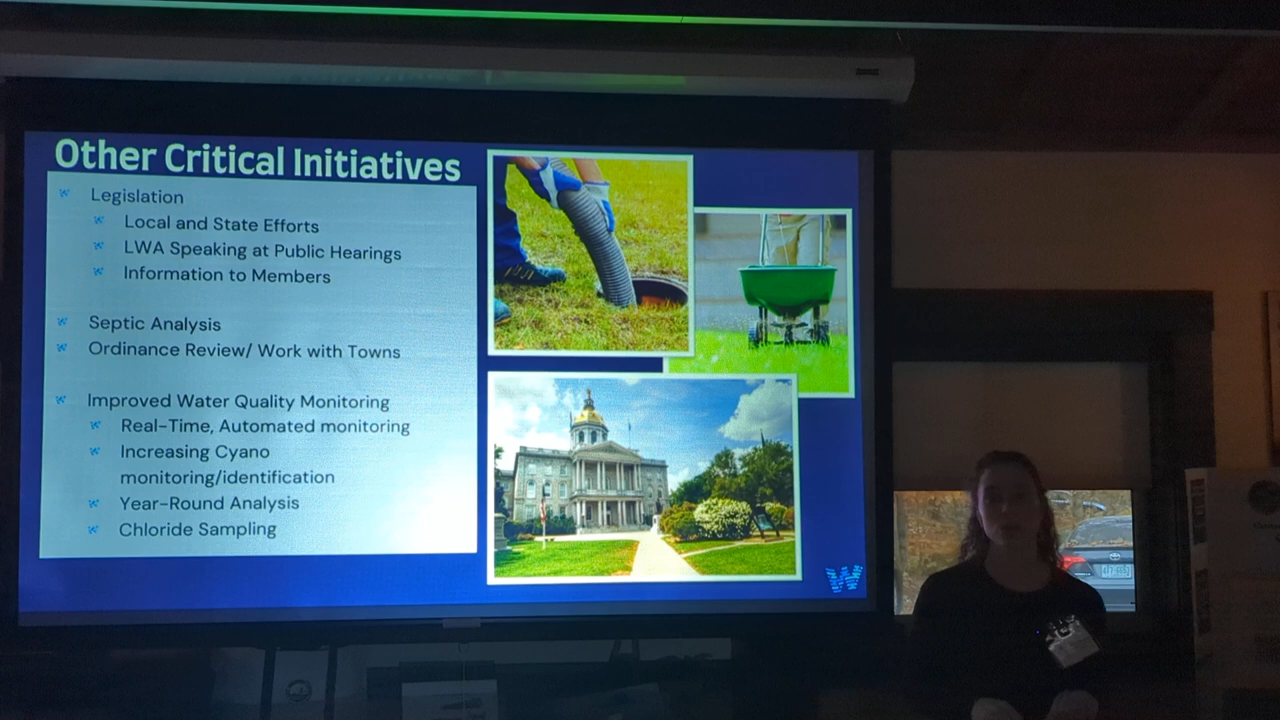 Other Critical Initiatives
Legislation
Local and State Efforts
LWA Speaking at Public Hearings
Information to Members
Septic Analysis
Ordinance Review/ Work with Towns
Improved Water Quality Monitoring
Real-Time, Automated monitoring
Increasing Cyano
monitoring/identification
Year-Round Analysis
Chloride Sampling
W